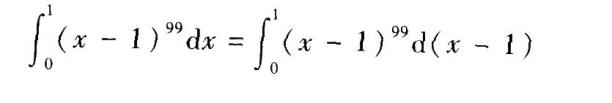 ∫₀¹(x − 1)⁹⁹dx = ∫₀¹(x − 1)⁹⁹d(x − 1)